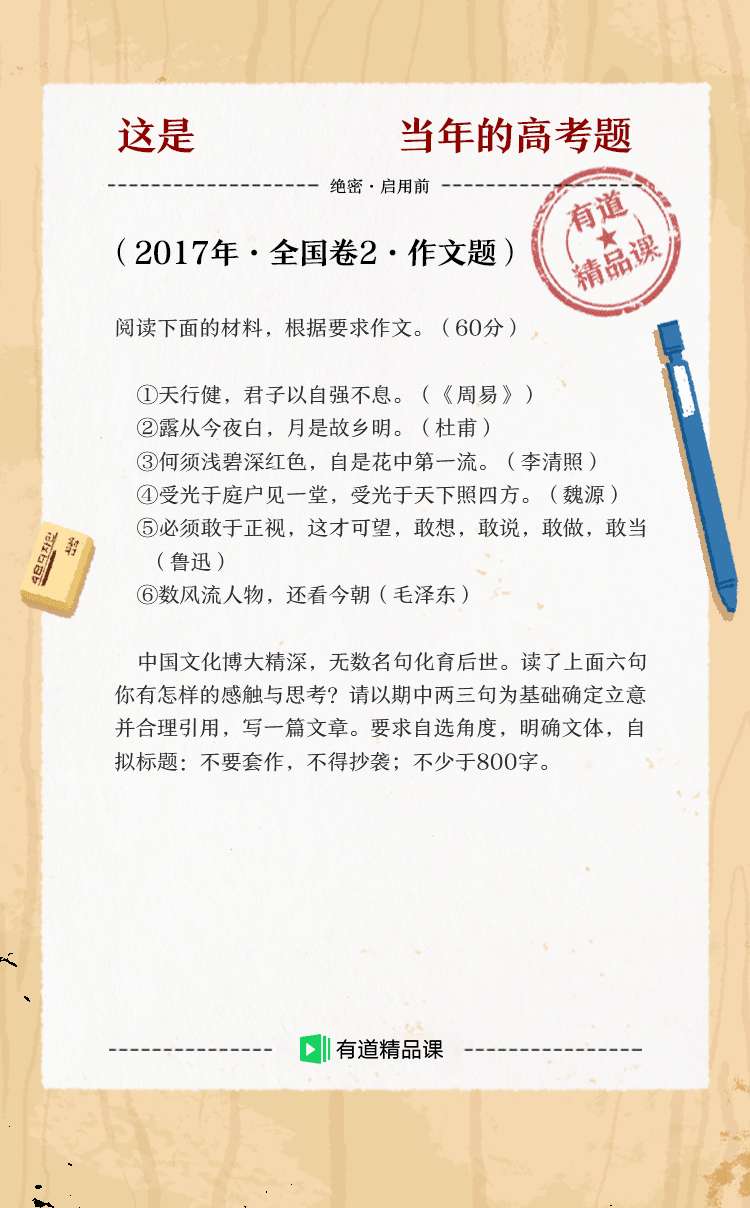 这是 当年的高考题
绝密·启用前
有道
精品课
（2017年·全国卷2·作文题）
阅读下面的材料，根据要求作文。（60分）
①天行健，君子以自强不息。（《周易》）
②露从今夜白，月是故乡明。（杜甫）
③何须浅碧深红色，自是花中第一流。（李清照）
④受光于庭户见一堂，受光于天下照四方。（魏源）
⑤必须敢于正视，这才可望，敢想，敢说，敢做，敢当
（鲁迅）
⑥数风流人物，还看今朝（毛泽东）
中国文化博大精深，无数名句化育后世。读了上面六句
你有怎样的感触与思考？请以期中两三句为基础确定立意
并合理引用，写一篇文章。要求自选角度，明确文体，自
拟标题：不要套作，不得抄袭；不少于800字。
有道精品课